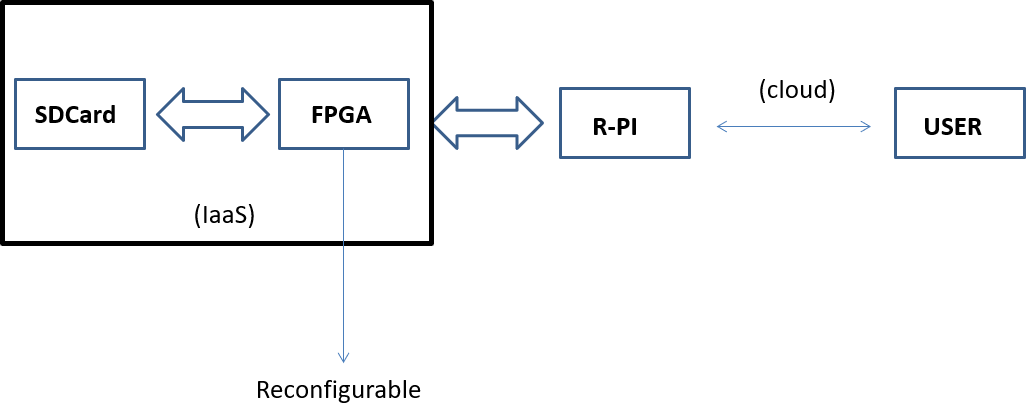 (cloud)
SDCard
FPGA
R-PI
USER
(IaaS)
Reconfigurable